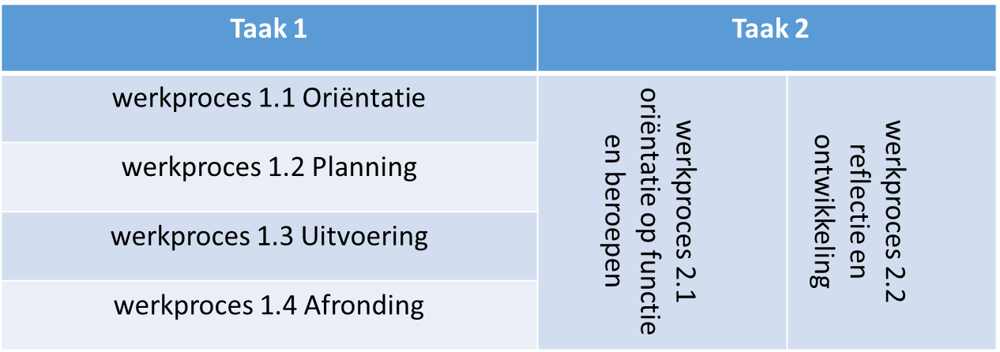 Taak 1
Taak 2
werkproces 1.1 Oriëntatie
werkproces 1.2 Planning
werkproces 1.3 Uitvoering
werkproces 1.4 Afronding
werkproces 2.1
oriëntatie op functie
en beroepen
werkproces 2.2
reflectie en
ontwikkeling